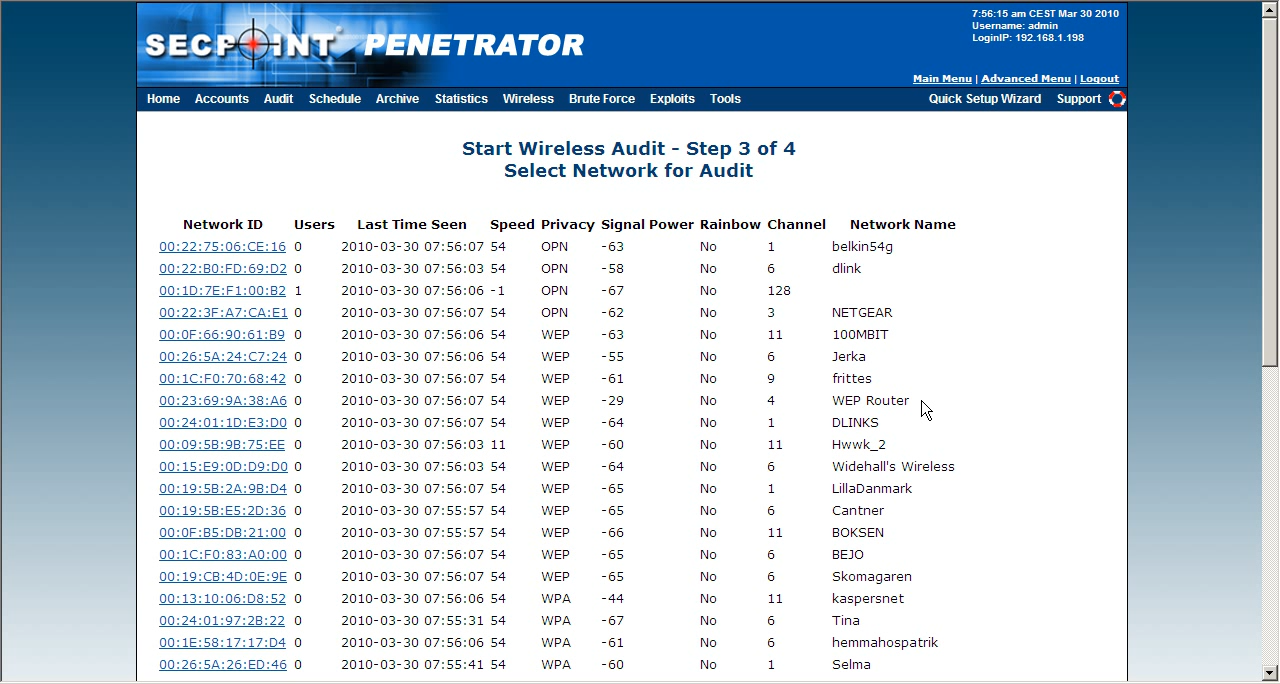 SECPOINT PENETRATOR
7:56:15 am CEST Mar 30 2010
Username: admin
LoginIP: 192.168.1.198
Main Menu | Advanced Menu | Logout
Home Accounts Audit Schedule Archive Statistics Wireless Brute Force Exploits Tools Quick Setup Wizard Support
Start Wireless Audit - Step 3 of 4
Select Network for Audit
Network ID Users Last Time Seen Speed Privacy Signal Power Rainbow Channel Network Name
00:22:75:06:CE:16 0 2010-03-30 07:56:07 54 OPN -63 No 1 belkin54g
00:22:B0:FD:69:D2 0 2010-03-30 07:56:03 54 OPN -58 No 6 dlink
00:1D:7E:F1:00:B2 1 2010-03-30 07:56:06 -1 OPN -67 No 128
00:22:3F:A7:CA:E1 0 2010-03-30 07:56:07 54 OPN -62 No 3 NETGEAR
00:0F:66:90:61:B9 0 2010-03-30 07:56:06 54 WEP -63 No 11 100MBIT
00:26:5A:24:C7:24 0 2010-03-30 07:56:06 54 WEP -55 No 6 Jerka
00:1C:F0:70:68:42 0 2010-03-30 07:56:07 54 WEP -61 No 9 frittes
00:23:69:9A:38:A6 0 2010-03-30 07:56:07 54 WEP -29 No 4 WEP Router
00:24:01:1D:E3:D0 0 2010-03-30 07:56:07 54 WEP -64 No 1 DLINKS
00:09:5B:9B:75:EE 0 2010-03-30 07:56:03 11 WEP -60 No 11 Hwwk_2
00:15:E9:0D:D9:D0 0 2010-03-30 07:56:03 54 WEP -64 No 6 Widehall's Wireless
00:19:5B:2A:9B:D4 0 2010-03-30 07:56:07 54 WEP -65 No 1 LillaDanmark
00:19:5B:E5:2D:36 0 2010-03-30 07:55:57 54 WEP -65 No 6 Cantner
00:0F:B5:DB:21:00 0 2010-03-30 07:55:57 54 WEP -66 No 11 BOKSEN
00:1C:F0:83:A0:00 0 2010-03-30 07:56:07 54 WEP -65 No 6 BEJO
00:19:CB:4D:0E:9E 0 2010-03-30 07:56:07 54 WEP -65 No 6 Skomagaren
00:13:10:06:D8:52 0 2010-03-30 07:56:06 54 WPA -44 No 11 kaspersnet
00:24:01:97:2B:22 0 2010-03-30 07:55:31 54 WPA -67 No 6 Tina
00:1E:58:17:17:D4 0 2010-03-30 07:56:06 54 WPA -61 No 6 hemmahospatrik
00:26:5A:26:ED:46 0 2010-03-30 07:55:41 54 WPA -60 No 1 Selma